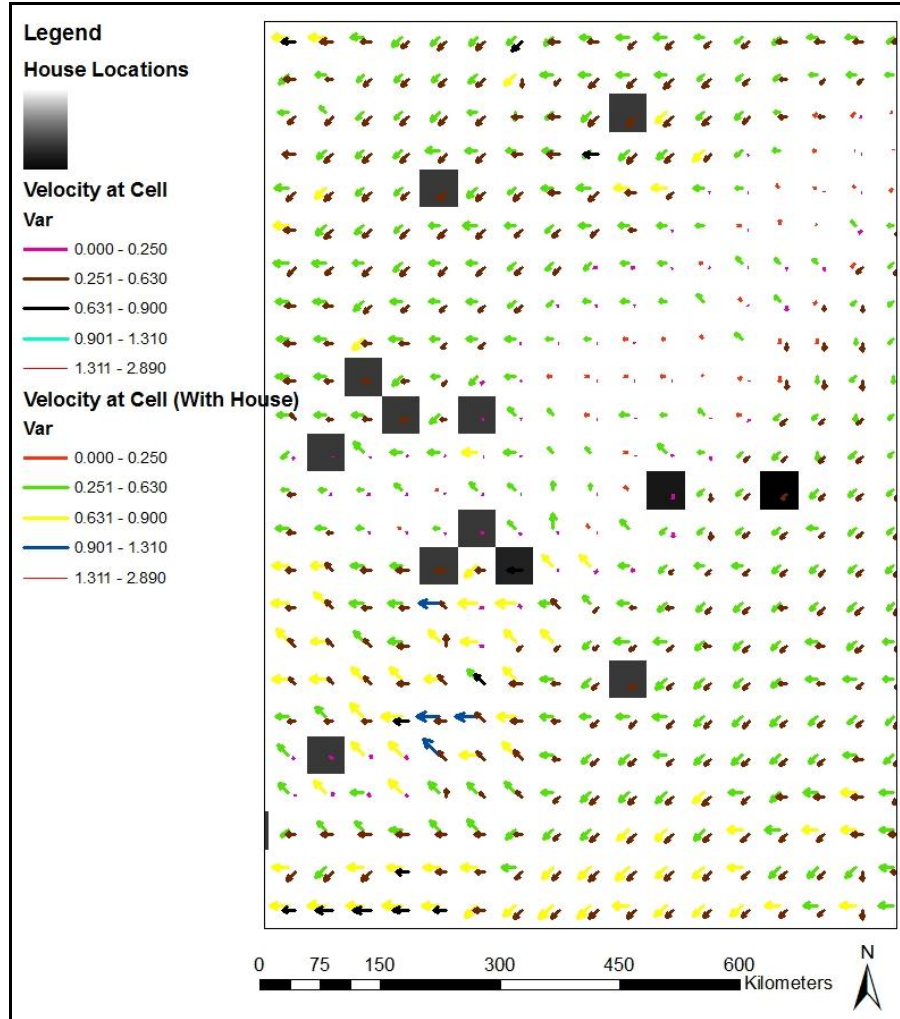 Legend
House Locations
Velocity at Cell
Var
0.000 - 0.250
0.251 - 0.630
0.631 - 0.900
0.901 - 1.310
1.311 - 2.890
Velocity at Cell (With House)
Var
0.000 - 0.250
0.251 - 0.630
0.631 - 0.900
0.901 - 1.310
1.311 - 2.890
0 75 150 300 450 600
Kilometers
N